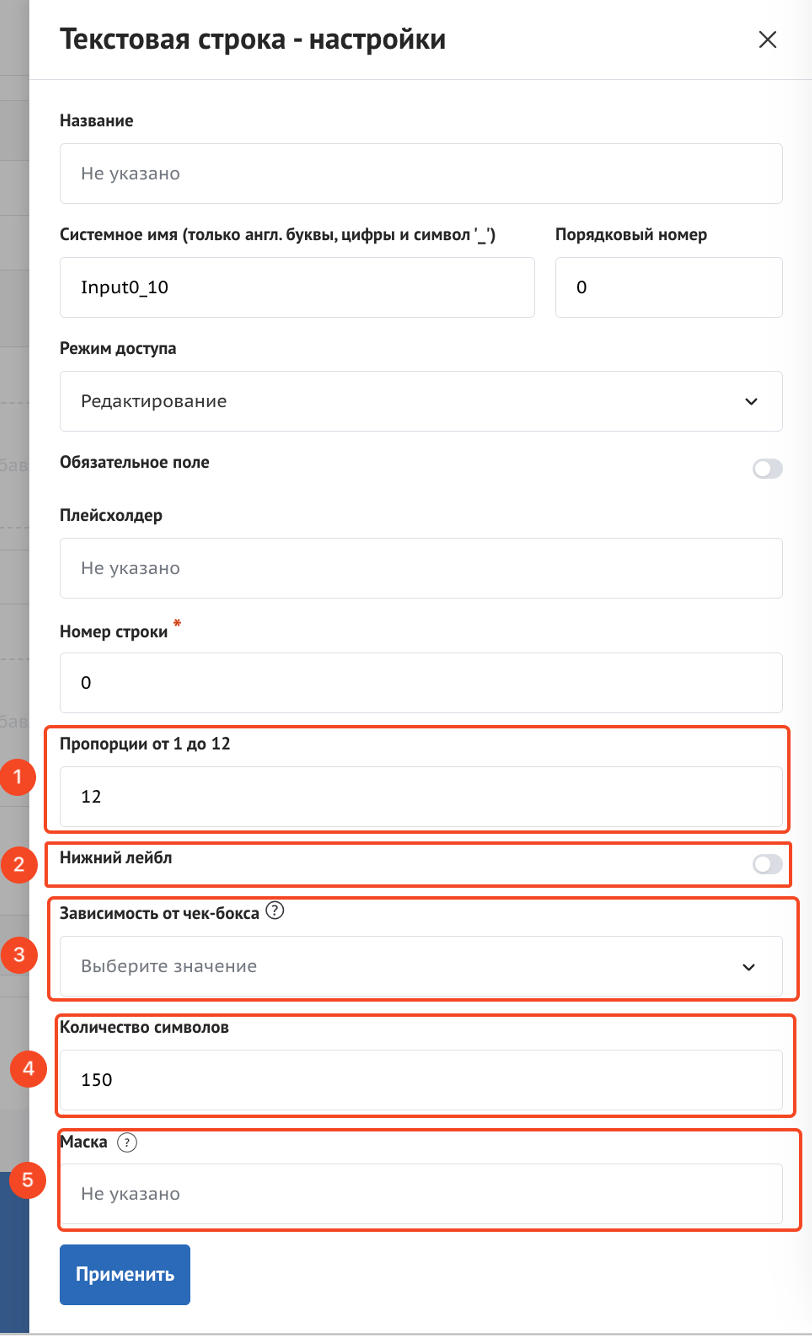 Текстовая строка - настройки
Название
Не указано
Системное имя (только англ. буквы, цифры и символ '_')
Порядковый номер
Input0_10
0
Режим доступа
Редактирование
Обязательное поле
бав
Плейсхолдер
Не указано
Номер строки *
0
бав
Пропорции от 1 до 12
1
12
2
Нижний лейбл
Зависимость от чек-бокса ?
3
Выберите значение
Количество символов
4
150
Маска ?
5
Не указано
Применить